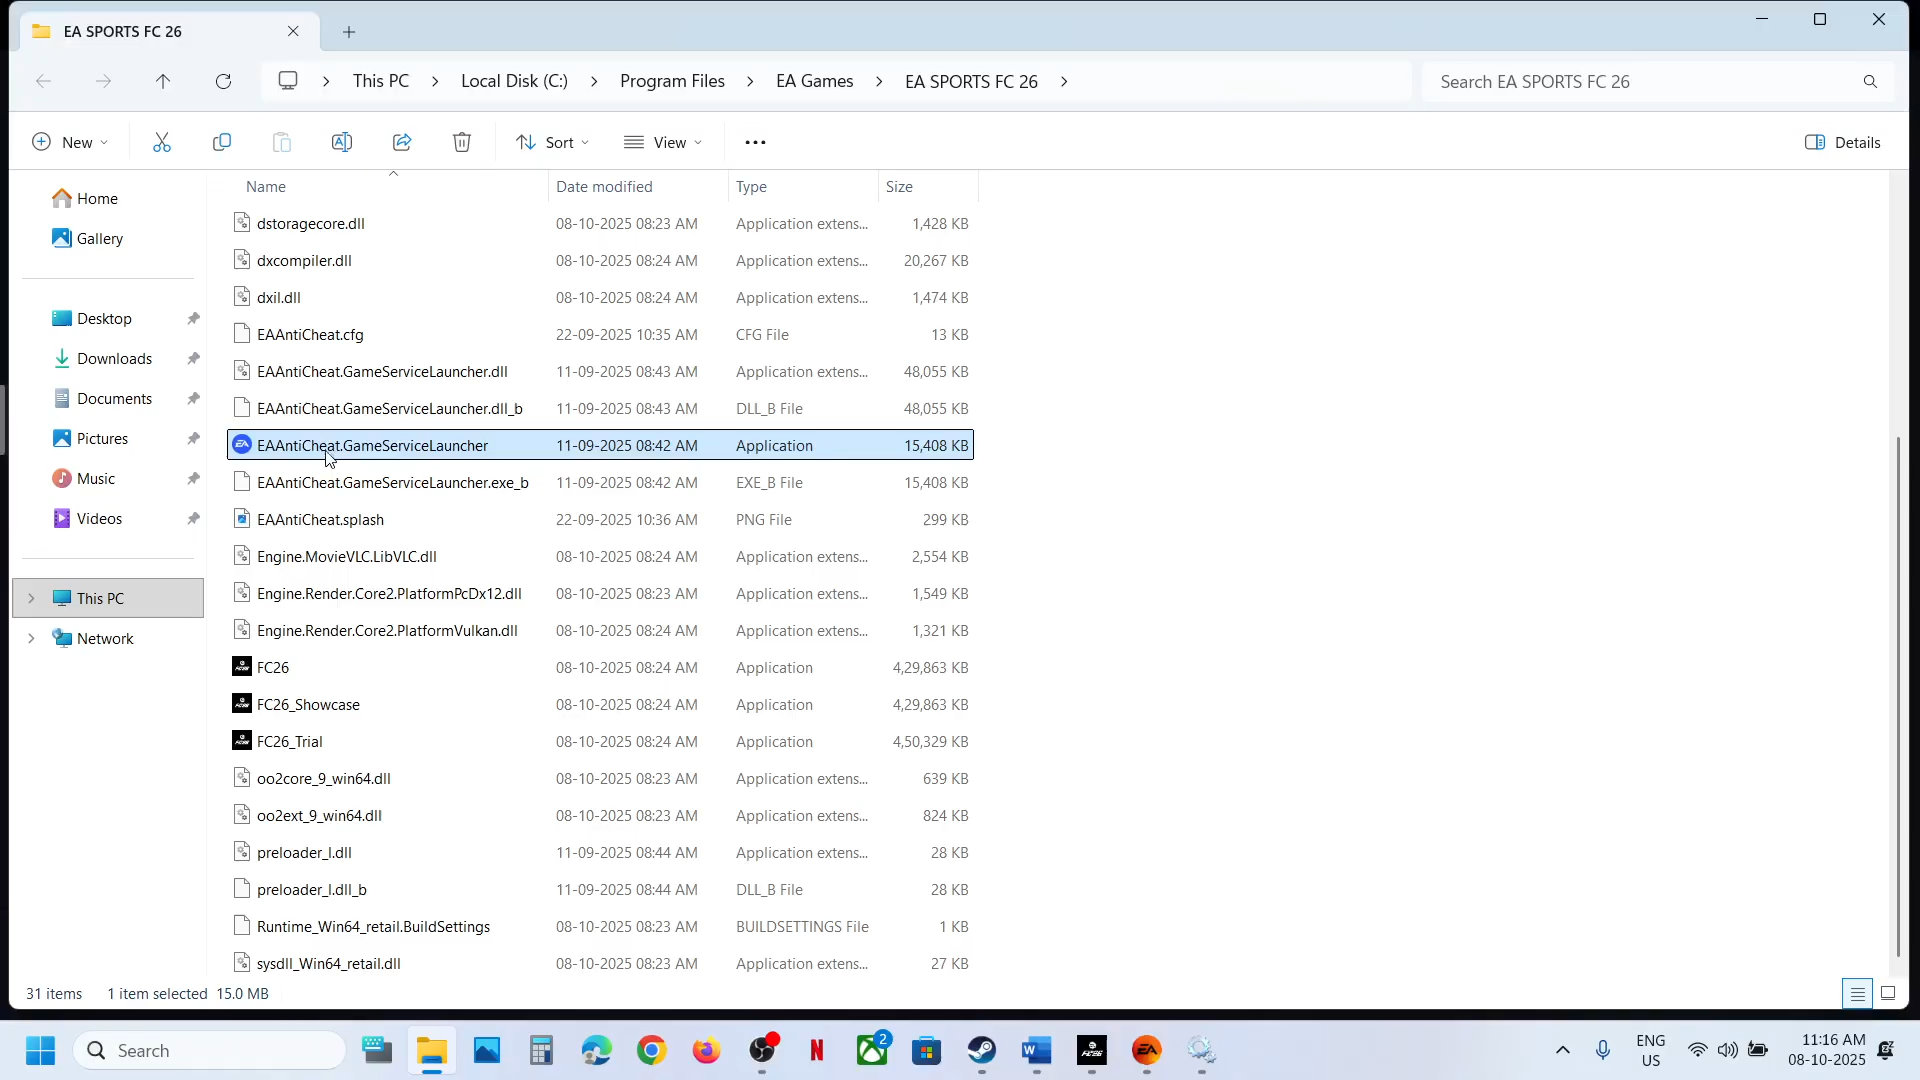 EA SPORTS FC 26
This PC > Local Disk (C:) > Program Files > EA Games > EA SPORTS FC 26 >
Search EA SPORTS FC 26
New
Sort
View
Details
Home
Gallery
Desktop
Downloads
Documents
Pictures
Music
Videos
This PC
Network
Name Date modified Type Size
dstoragecore.dll 08-10-2025 08:23 AM Application extens... 1,428 KB
dxcompiler.dll 08-10-2025 08:24 AM Application extens... 20,267 KB
dxil.dll 08-10-2025 08:24 AM Application extens... 1,474 KB
EAAntiCheat.cfg 22-09-2025 10:35 AM CFG File 13 KB
EAAntiCheat.GameServiceLauncher.dll 11-09-2025 08:43 AM Application extens... 48,055 KB
EAAntiCheat.GameServiceLauncher.dll_b 11-09-2025 08:43 AM DLL_B File 48,055 KB
EAAntiCheat.GameServiceLauncher 11-09-2025 08:42 AM Application 15,408 KB
EAAntiCheat.GameServiceLauncher.exe_b 11-09-2025 08:42 AM EXE_B File 15,408 KB
EAAntiCheat.splash 22-09-2025 10:36 AM PNG File 299 KB
Engine.MovieVLC.LibVLC.dll 08-10-2025 08:24 AM Application extens... 2,554 KB
Engine.Render.Core2.PlatformPcDx12.dll 08-10-2025 08:23 AM Application extens... 1,549 KB
Engine.Render.Core2.PlatformVulkan.dll 08-10-2025 08:24 AM Application extens... 1,321 KB
FC26 08-10-2025 08:24 AM Application 4,29,863 KB
FC26_Showcase 08-10-2025 08:24 AM Application 4,29,863 KB
FC26_Trial 08-10-2025 08:24 AM Application 4,50,329 KB
oo2core_9_win64.dll 08-10-2025 08:23 AM Application extens... 639 KB
oo2ext_9_win64.dll 08-10-2025 08:23 AM Application extens... 824 KB
preloader_l.dll 11-09-2025 08:44 AM Application extens... 28 KB
preloader_l.dll_b 11-09-2025 08:44 AM DLL_B File 28 KB
Runtime_Win64_retail.BuildSettings 08-10-2025 08:23 AM BUILDSETTINGS File 1 KB
sysdll_Win64_retail.dll 08-10-2025 08:23 AM Application extens... 27 KB
31 items 1 item selected 15.0 MB
Search
2
ENG
US
11:16 AM
08-10-2025